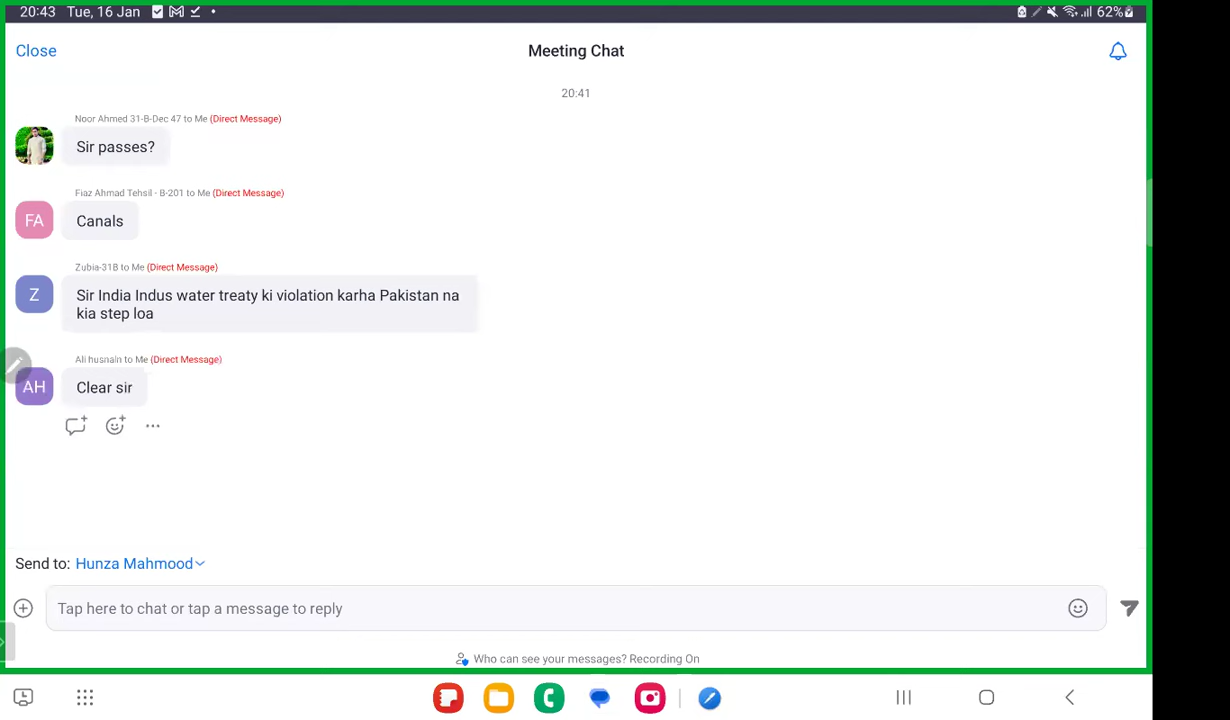 20:43 Tue, 16 Jan 62%
Close
Meeting Chat
20:41
Noor Ahmed 31-B-Dec 47 to Me (Direct Message)
Sir passes?
Fiaz Ahmad Tehsil - B-201 to Me (Direct Message)
FA
Canals
Zubia-31B to Me (Direct Message)
Z
Sir India Indus water treaty ki violation karha Pakistan na
kia step loa
Ali husnain to Me (Direct Message)
AH
Clear sir
Send to: Hunza Mahmood
Tap here to chat or tap a message to reply
Who can see your messages? Recording On